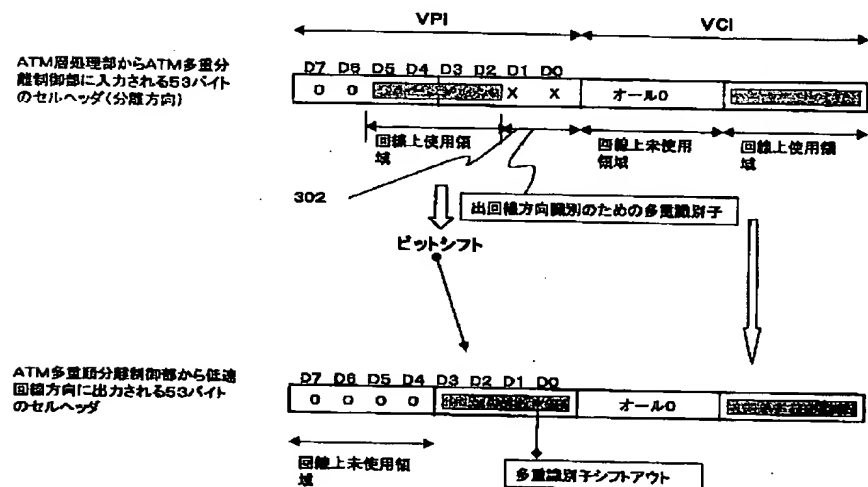 VPI VCI
ATM層処理部からATM多重分
離制御部に入力される53バイト
のセルヘッダ(分離方向)
D7 D6 D5 D4 D3 D2 D1 D0
0 0 X X オール0
回線上使用領
域
回線上未使用
領域
回線上使用領
域
302
出回線方向識別のための多重識別子
ビットシフト
ATM多重順分離制御部から低速
回線方向に出力される53バイト
のセルヘッダ
D7 D6 D5 D4 D3 D2 D1 D0
0 0 0 0 オール0
回線上未使用領
域
多重識別子シフトアウト